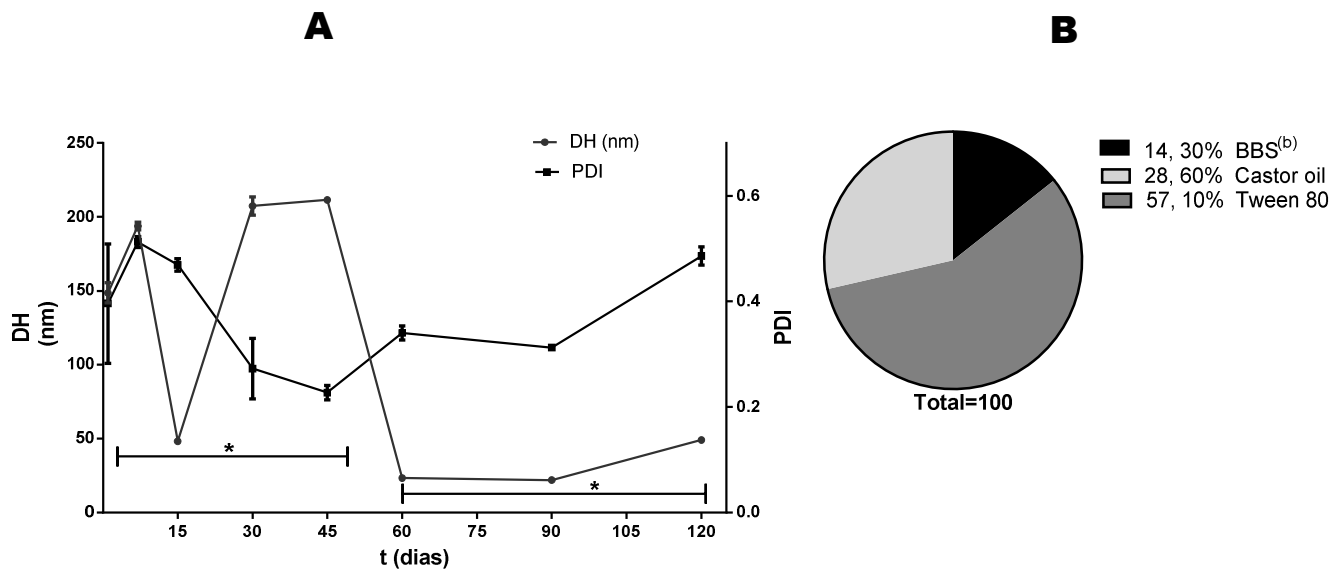 A
B
DH (nm)
PDI
250
200
150
100
50
0
DH
(nm)
0.6
0.4
0.2
0.0
PDI
*
*
15
30
45
60
75
90
105
120
t (dias)
14, 30% BBS(b)
28, 60% Castor oil
57, 10% Tween 80
Total=100